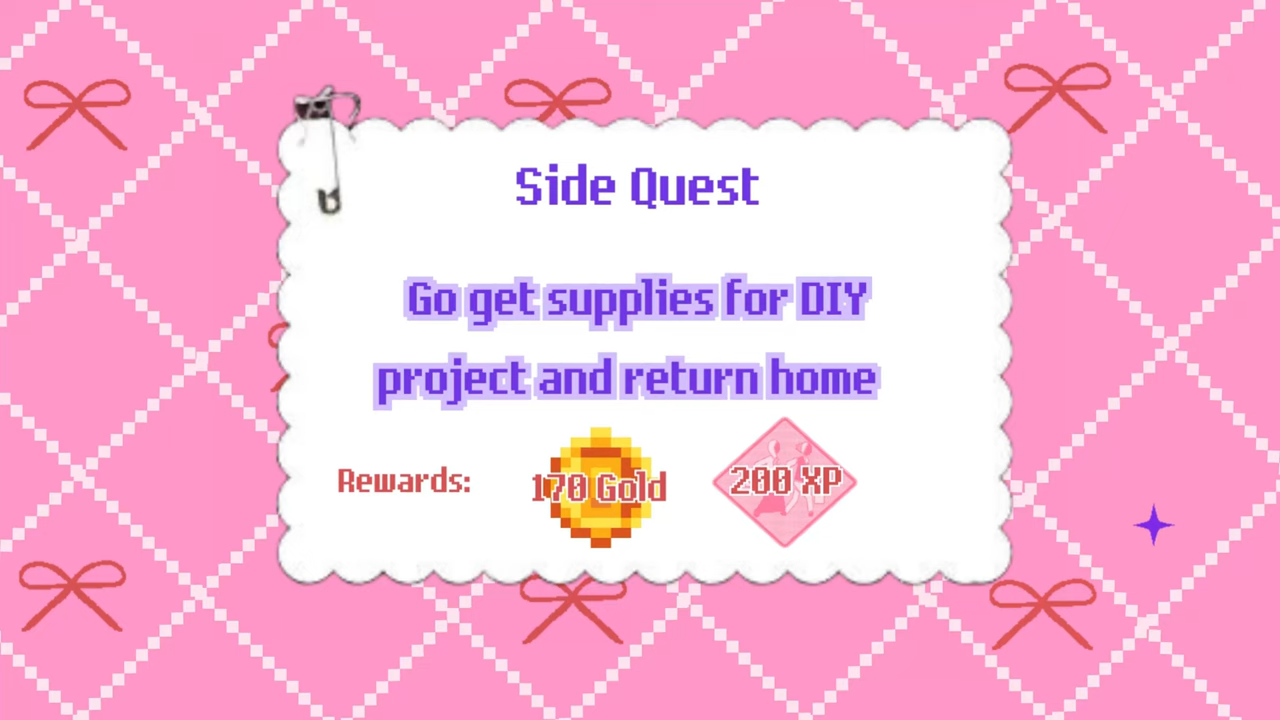 Side Quest
Go get supplies for DIY
project and return home
Rewards: 170 Gold 200 XP